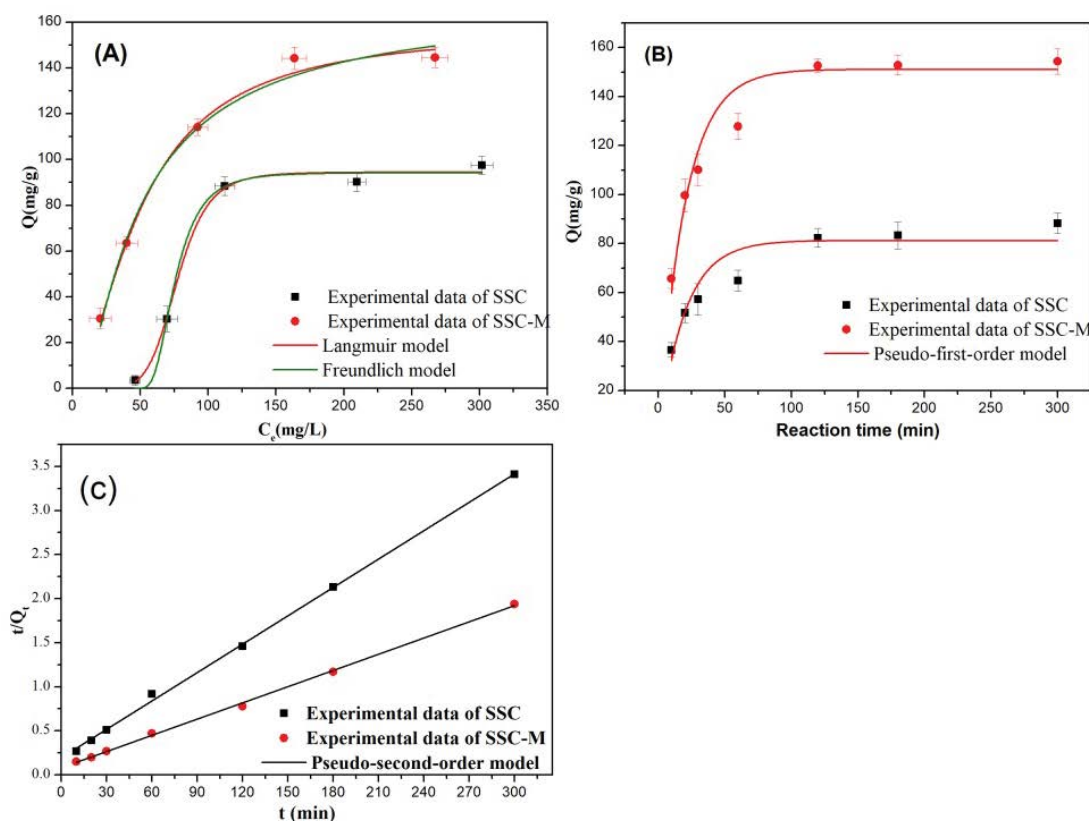 (A)
160
140
120
100
80
60
40
20
0
Q(mg/g)
Experimental data of SSC
Experimental data of SSC-M
Langmuir model
Freundlich model
0 50 100 150 200 250 300 350
Ce(mg/L)
(B)
160
140
120
100
80
60
40
20
Q(mg/g)
Experimental data of SSC
Experimental data of SSC-M
Pseudo-first-order model
0 50 100 150 200 250 300
Reaction time (min)
(c)
3.5
3.0
2.5
2.0
1.5
1.0
0.5
0.0
t/Qt
Experimental data of SSC
Experimental data of SSC-M
Pseudo-second-order model
0 30 60 90 120 150 180 210 240 270 300
t (min)